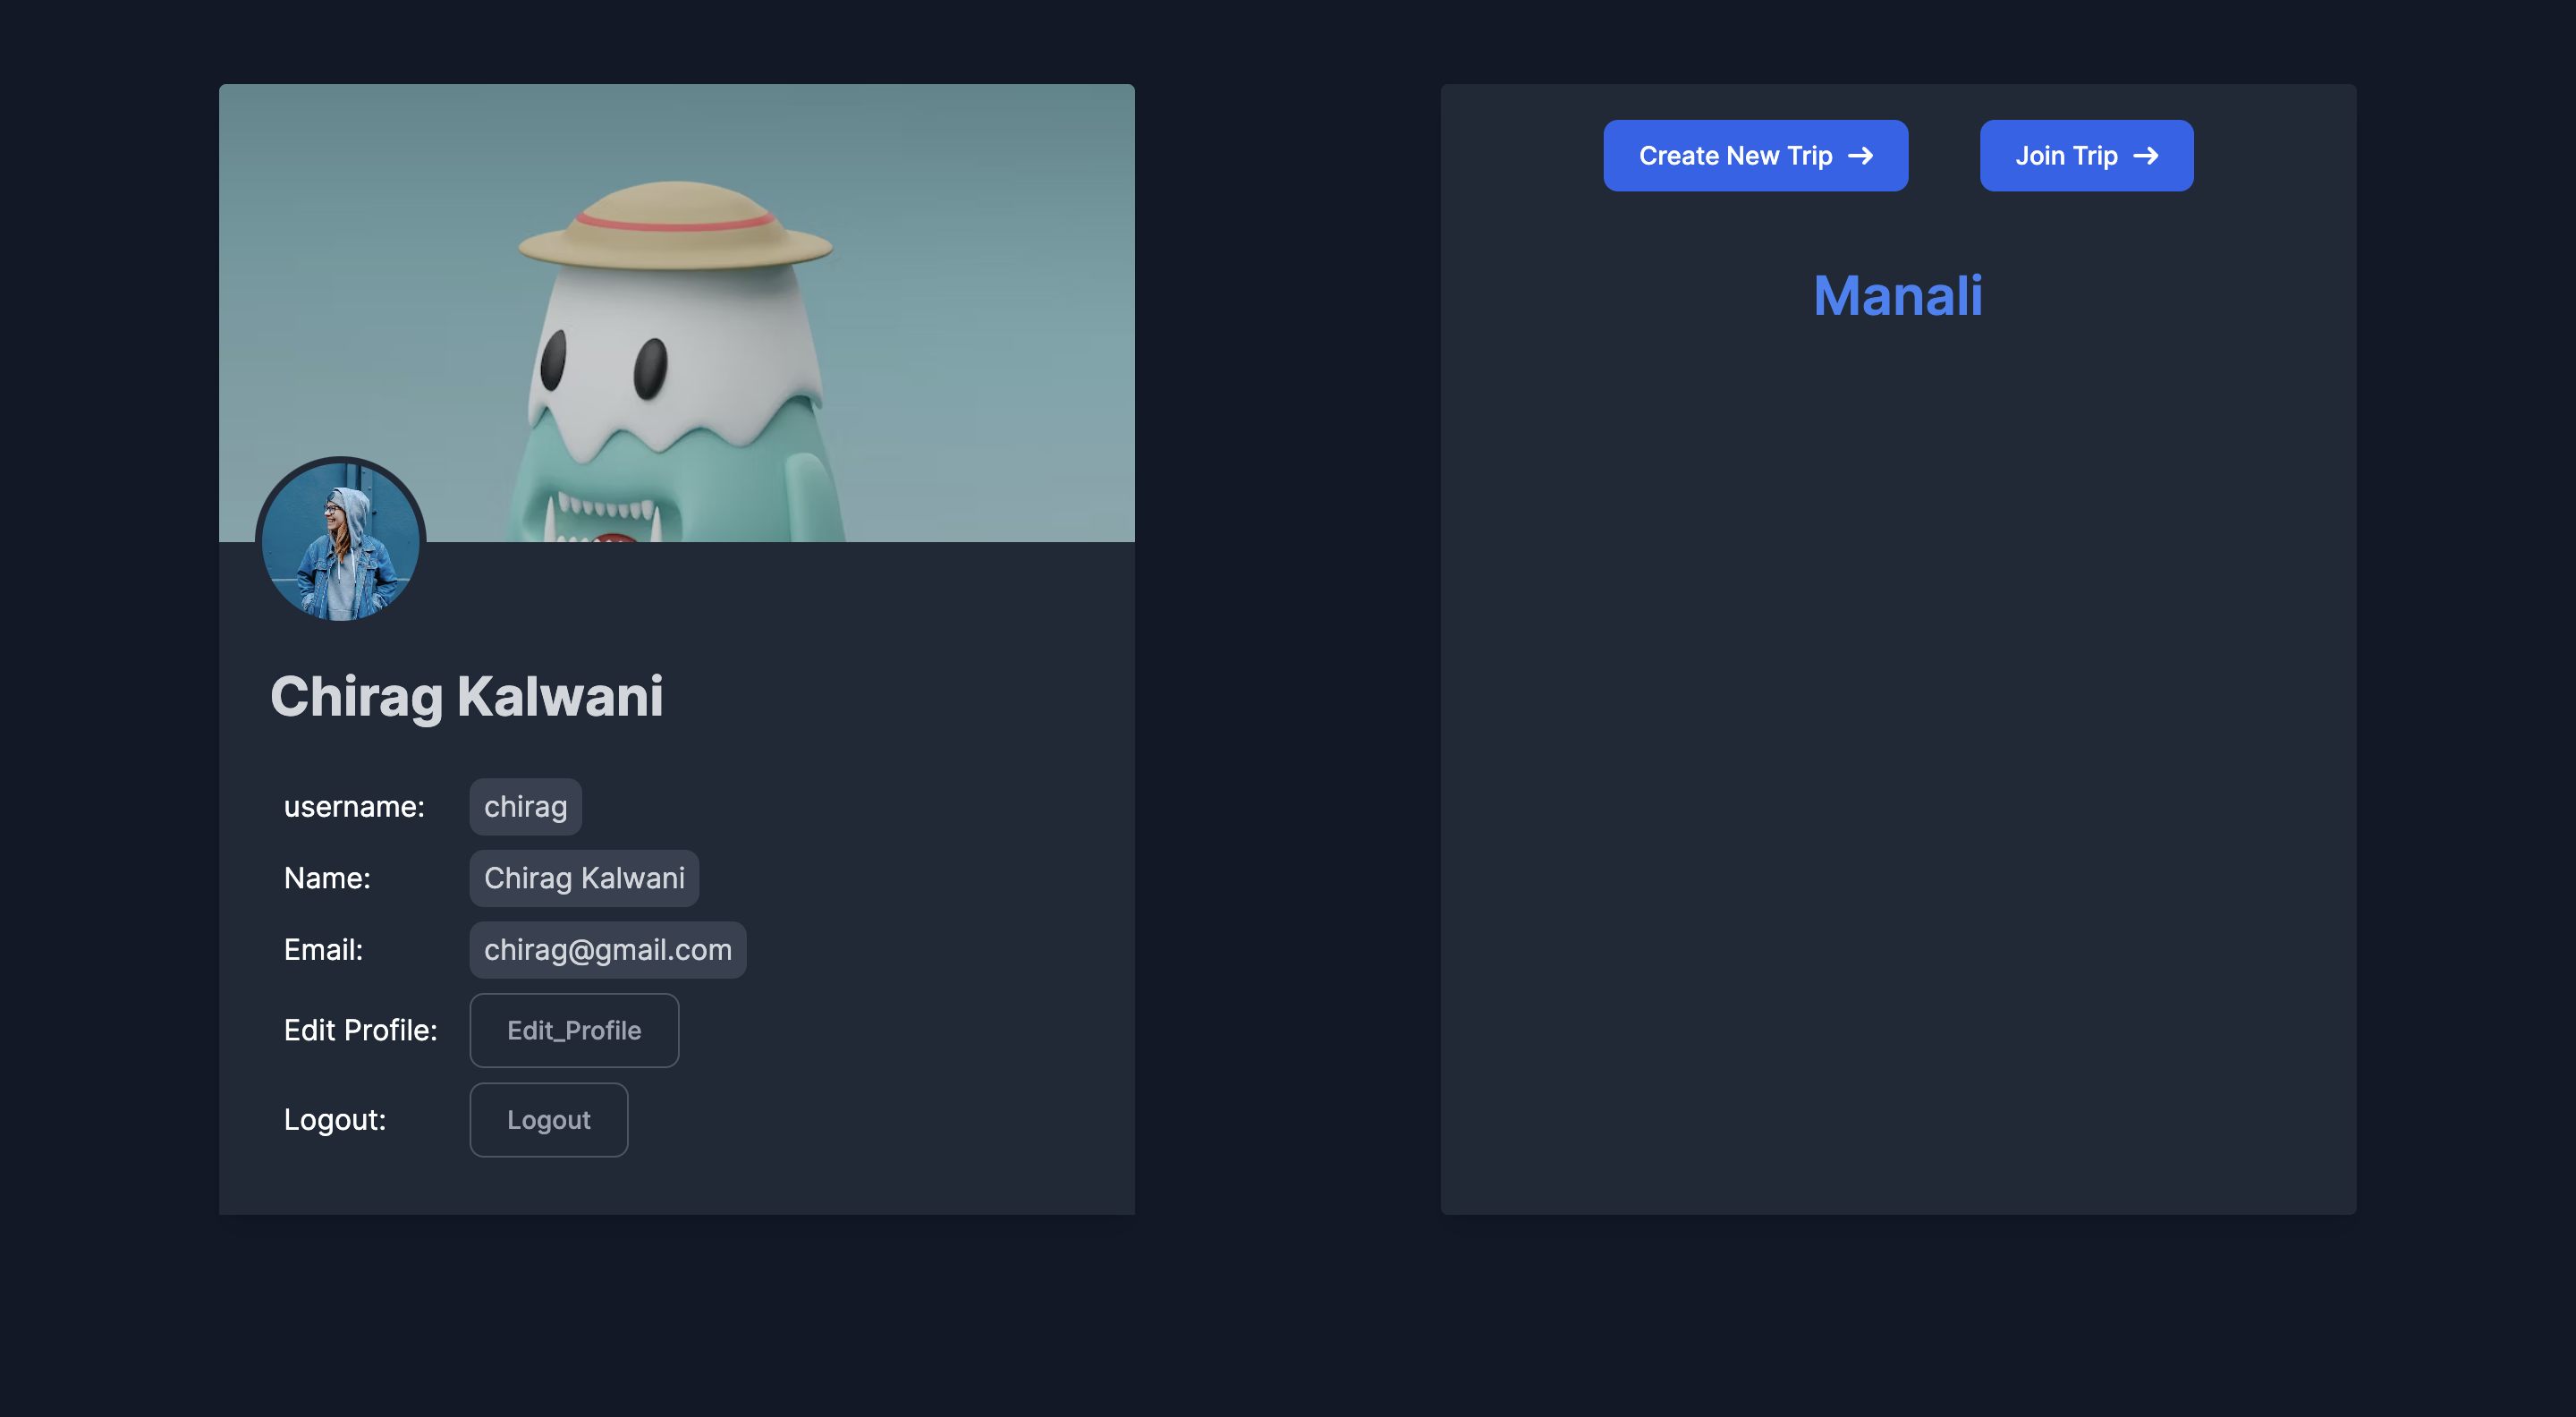 Create New Trip
Join Trip
Manali
Chirag Kalwani
username: chirag
Name: Chirag Kalwani
Email: chirag@gmail.com
Edit Profile: Edit_Profile
Logout: Logout